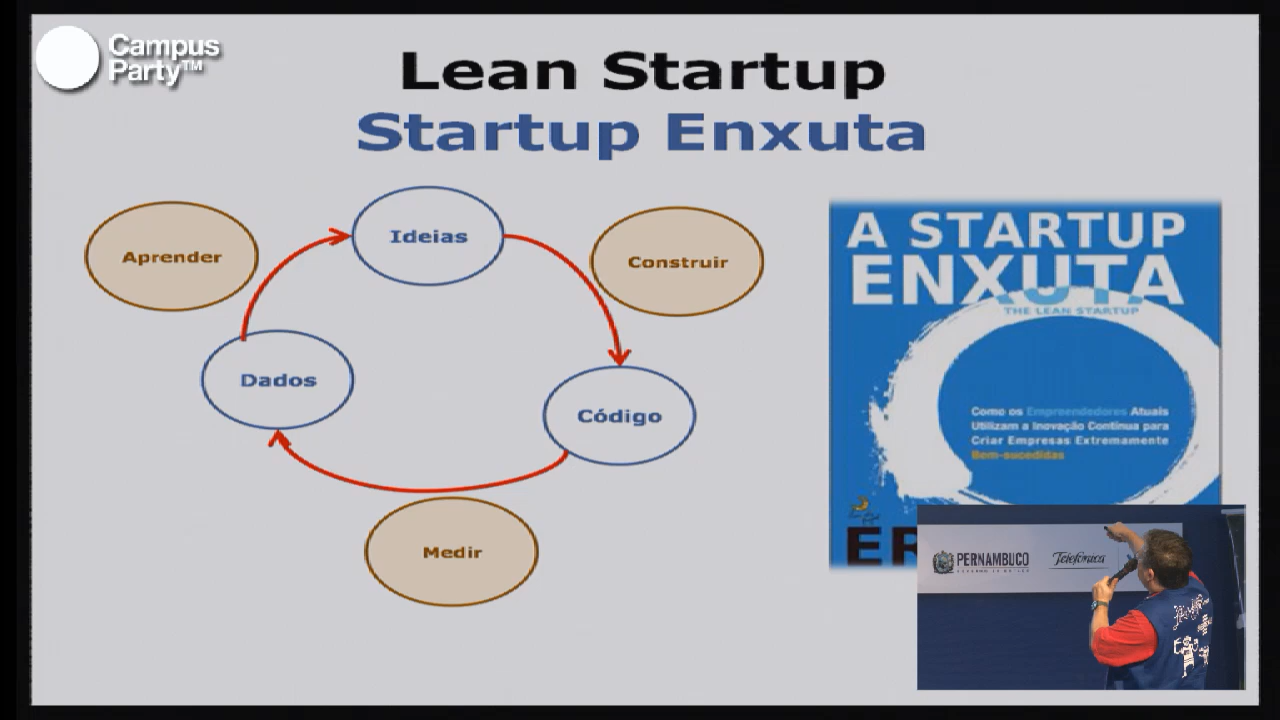 Campus
Party™
Lean Startup
Startup Enxuta
Ideias
Aprender
Construir
Dados
Código
Medir
A STARTUP
ENXUTA
THE LEAN STARTUP
Como os Empreendedores Atuais
Utilizam a Inovação Contínua para
Criar Empresas Extremamente
Bem-sucedidas
ER
PERNAMBUCO
Telefónica